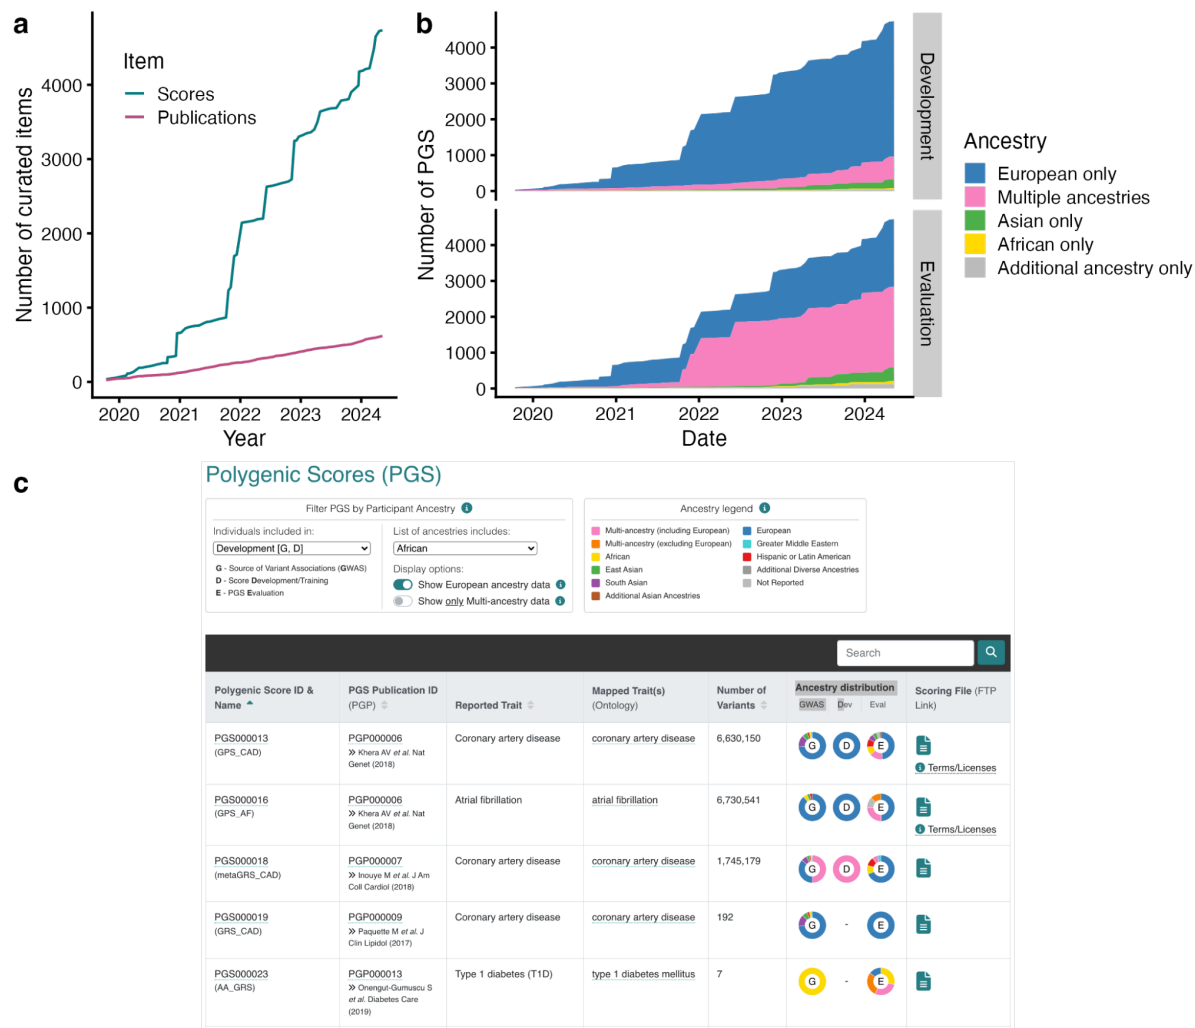 a
Item
Scores
Publications
Number of curated items
4000
3000
2000
1000
0
2020 2021 2022 2023 2024
Year
b
Number of PGS
4000
3000
2000
1000
0
Development
4000
3000
2000
1000
0
Evaluation
2020 2021 2022 2023 2024
Date
Ancestry
European only
Multiple ancestries
Asian only
African only
Additional ancestry only
c
Polygenic Scores (PGS)
Filter PGS by Participant Ancestry i
Individuals included in:
Development [G, D]
G - Source of Variant Associations (GWAS)
D - Score Development/Training
E - PGS Evaluation
List of ancestries includes:
African
Display options:
Show European ancestry data i
Show only Multi-ancestry data i
Ancestry legend i
Multi-ancestry (including European)
Multi-ancestry (excluding European)
African
East Asian
South Asian
Additional Asian Ancestries
European
Greater Middle Eastern
Hispanic or Latin American
Additional Diverse Ancestries
Not Reported
Search
Polygenic Score ID &
Name
PGS Publication ID
(PGP)
Reported Trait
Mapped Trait(s)
(Ontology)
Number of
Variants
Ancestry distribution
GWAS Dev Eval
Scoring File (FTP
Link)
PGS000013
(GPS_CAD)
PGP000006
Khera AV et al. Nat
Genet (2018)
Coronary artery disease
coronary artery disease
6,630,150
G D E
i Terms/Licenses
PGS000016
(GPS_AF)
PGP000006
Khera AV et al. Nat
Genet (2018)
Atrial fibrillation
atrial fibrillation
6,730,541
G D E
i Terms/Licenses
PGS000018
(metaGRS_CAD)
PGP000007
Inouye M et al. J Am
Coll Cardiol (2018)
Coronary artery disease
coronary artery disease
1,745,179
G D E
PGS000019
(GRS_CAD)
PGP000009
Paquette M et al. J
Clin Lipidol (2017)
Coronary artery disease
coronary artery disease
192
G - E
PGS000023
(AA_GRS)
PGP000013
Onengut-Gumuscu S
et al. Diabetes Care
(2019)
Type 1 diabetes (T1D)
type 1 diabetes mellitus
7
G - E